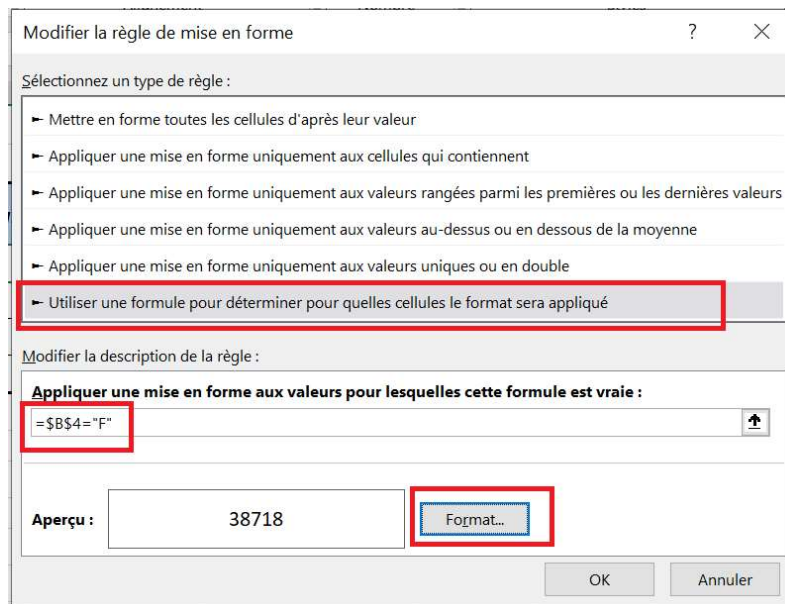 Modifier la règle de mise en forme
?
Sélectionnez un type de règle :
► Mettre en forme toutes les cellules d'après leur valeur
► Appliquer une mise en forme uniquement aux cellules qui contiennent
► Appliquer une mise en forme uniquement aux valeurs rangées parmi les premières ou les dernières valeurs
► Appliquer une mise en forme uniquement aux valeurs au-dessus ou en dessous de la moyenne
► Appliquer une mise en forme uniquement aux valeurs uniques ou en double
► Utiliser une formule pour déterminer pour quelles cellules le format sera appliqué
Modifier la description de la règle :
Appliquer une mise en forme aux valeurs pour lesquelles cette formule est vraie :
=$B$4="F"
Aperçu :
38718
Format...
OK
Annuler